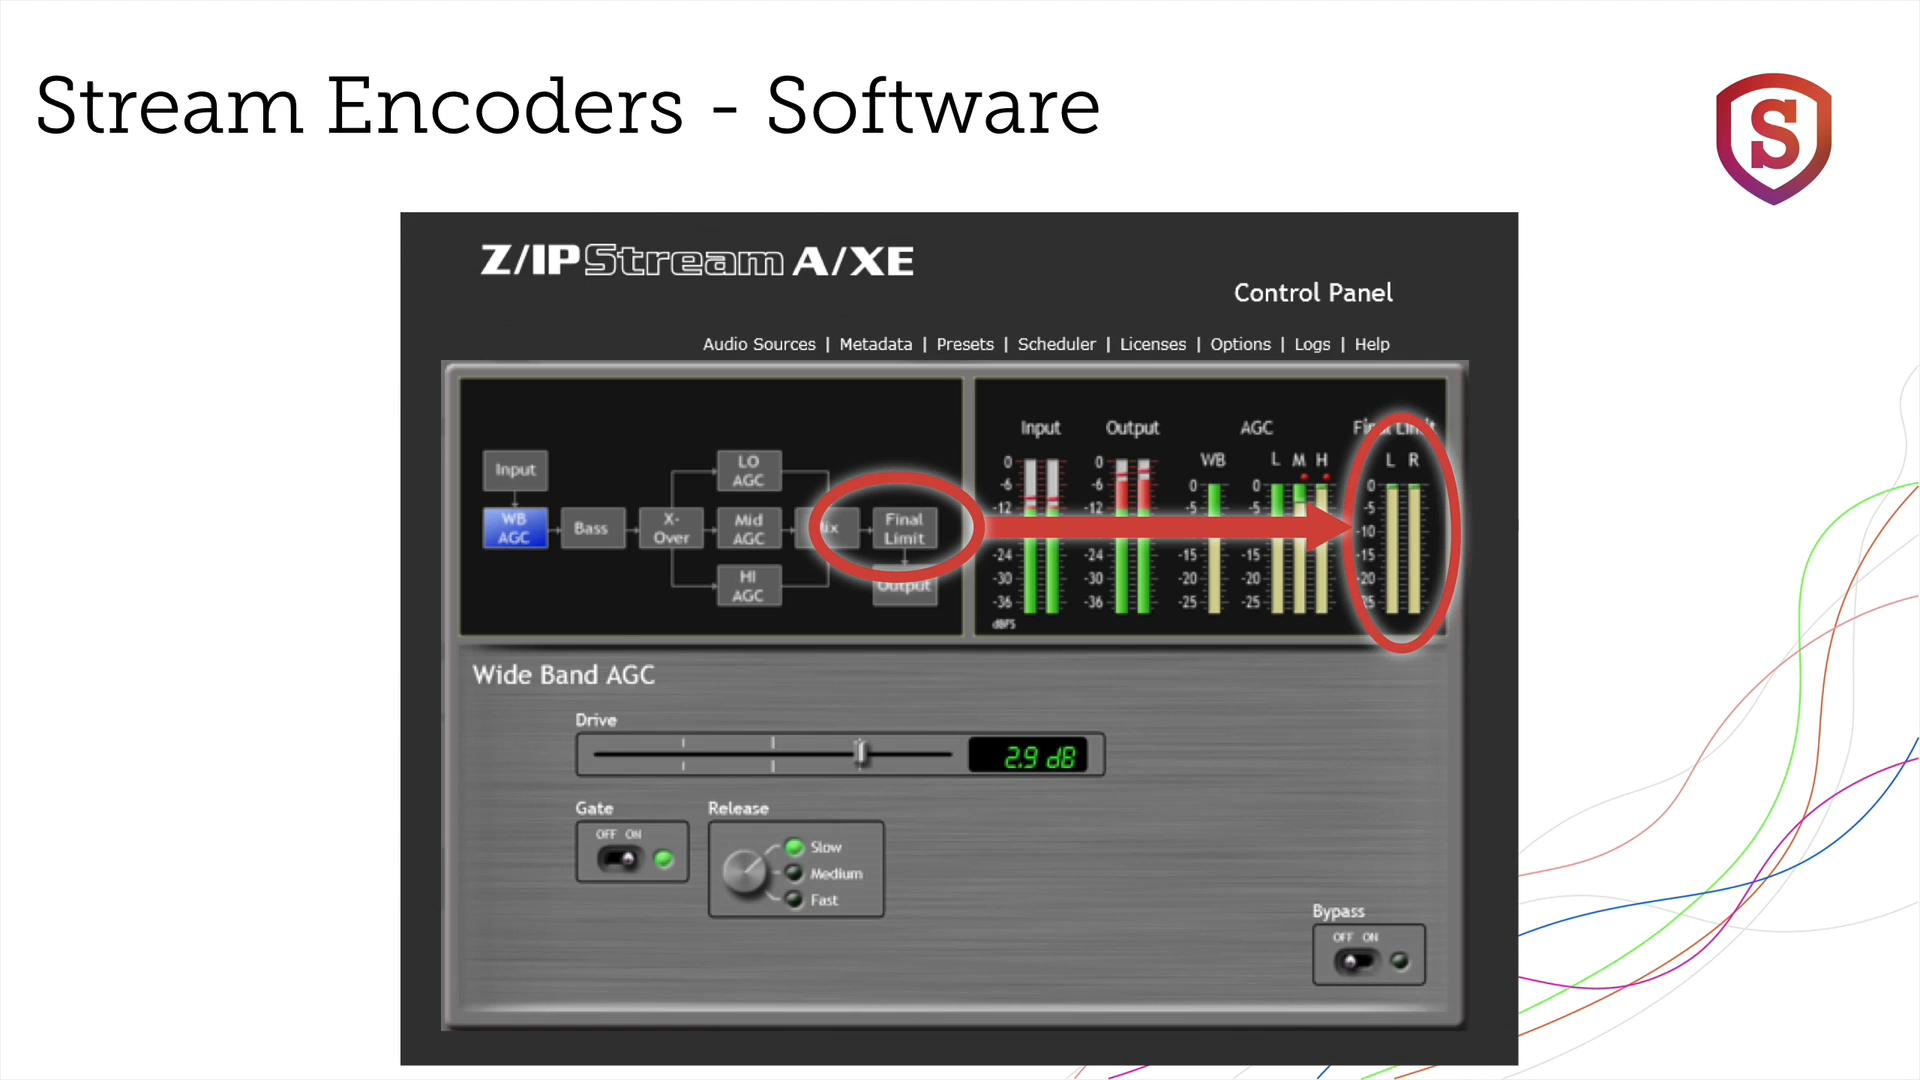 Stream Encoders - Software
S
Z/IPStream A/XE
Control Panel
Audio Sources | Metadata | Presets | Scheduler | Licenses | Options | Logs | Help
Input
WB
AGC
Bass
X-
Over
LO
AGC
Mid
AGC
HI
AGC
Final
Limit
Output
Input
Output
AGC
Final Limit
WB
L M H
L R
0
-6
-12
-24
-30
-36
dBFS
0
-24
-30
-36
0
-5
-15
-20
-25
0
-5
-15
-20
-25
0
-5
-10
-15
-20
Wide Band AGC
Drive
2.9 dB
Gate
OFF ON
Release
Slow
Medium
Fast
Bypass
OFF ON